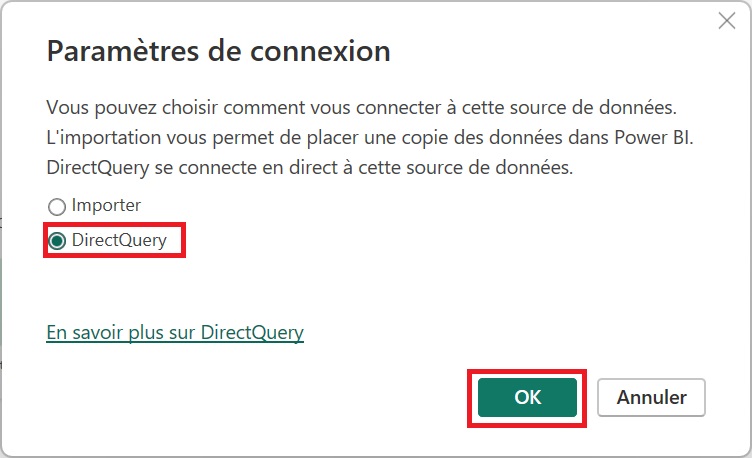 Paramètres de connexion
Vous pouvez choisir comment vous connecter à cette source de données.
L'importation vous permet de placer une copie des données dans Power BI.
DirectQuery se connecte en direct à cette source de données.
Importer
DirectQuery
En savoir plus sur DirectQuery
OK
Annuler